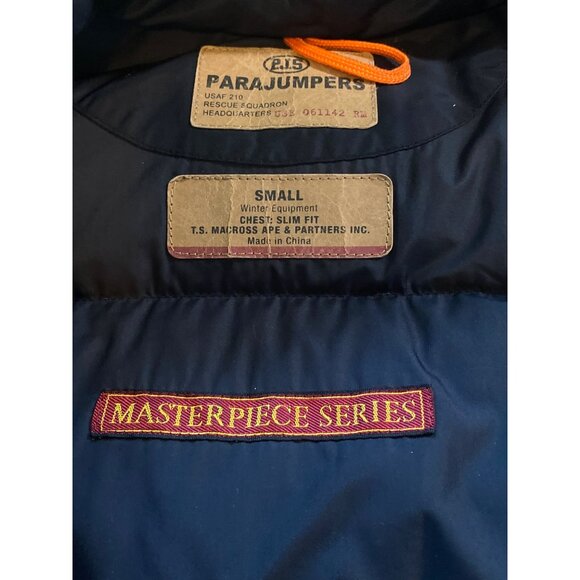 P.J.S
PARAJUMPERS
USAF 210
RESCUE SQUADRON
HEADQUARTERS USE 061142 RM
SMALL
Winter Equipment
CHEST: SLIM FIT
T.S. MACROSS APE & PARTNERS INC.
Made in China
MASTERPIECE SERIES